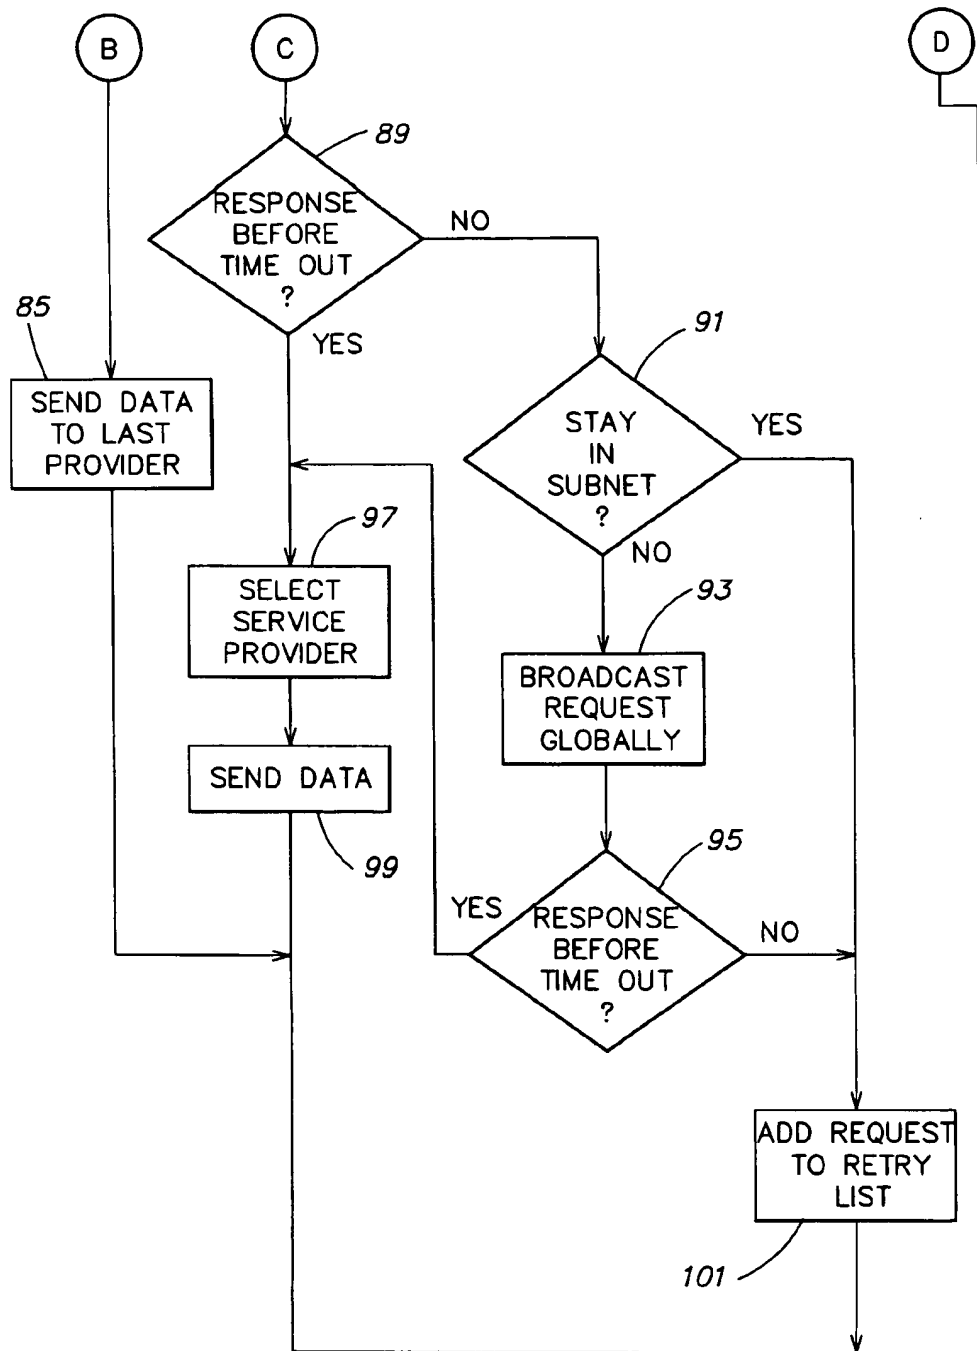 B
C
D
89
RESPONSE
BEFORE
TIME OUT
?
NO
YES
85
SEND DATA
TO LAST
PROVIDER
91
STAY
IN
SUBNET
?
YES
NO
97
SELECT
SERVICE
PROVIDER
93
BROADCAST
REQUEST
GLOBALLY
SEND DATA
99
95
YES
RESPONSE
BEFORE
TIME OUT
?
NO
ADD REQUEST
TO RETRY
LIST
101